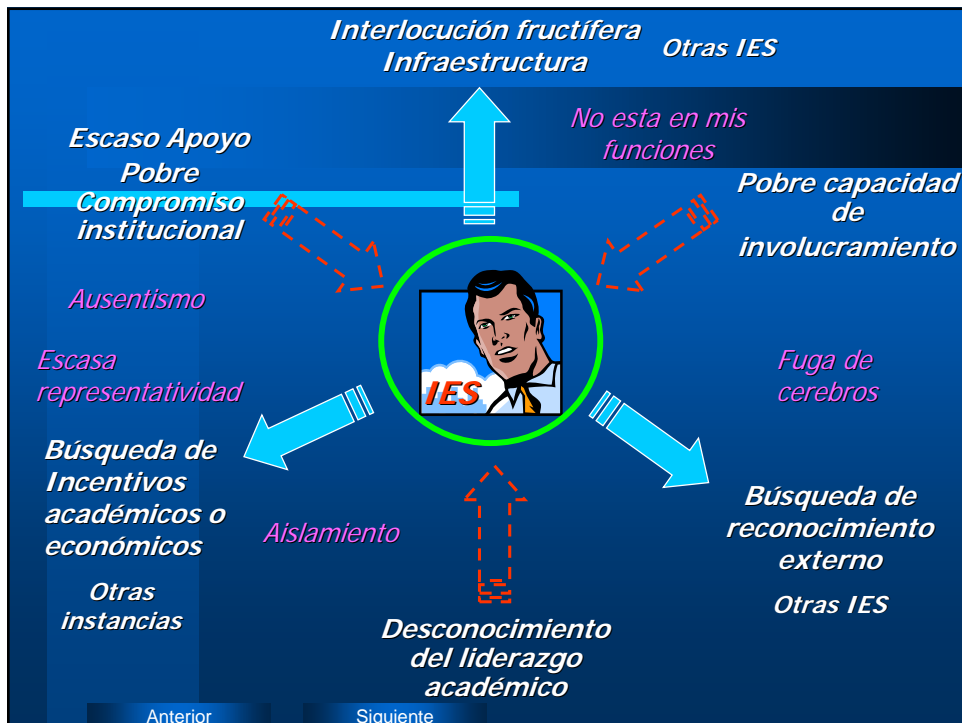 Interlocución fructífera
Infraestructura
Otras IES
No esta en mis
funciones
Escaso Apoyo
Pobre
Compromiso
institucional
Pobre capacidad
de
involucramiento
Ausentismo
Escasa
representatividad
IES
Fuga de
cerebros
Búsqueda de
Incentivos
académicos o
económicos
Aislamiento
Búsqueda de
reconocimiento
externo
Otras
instancias
Otras IES
Desconocimiento
del liderazgo
académico
Anterior
Siguiente